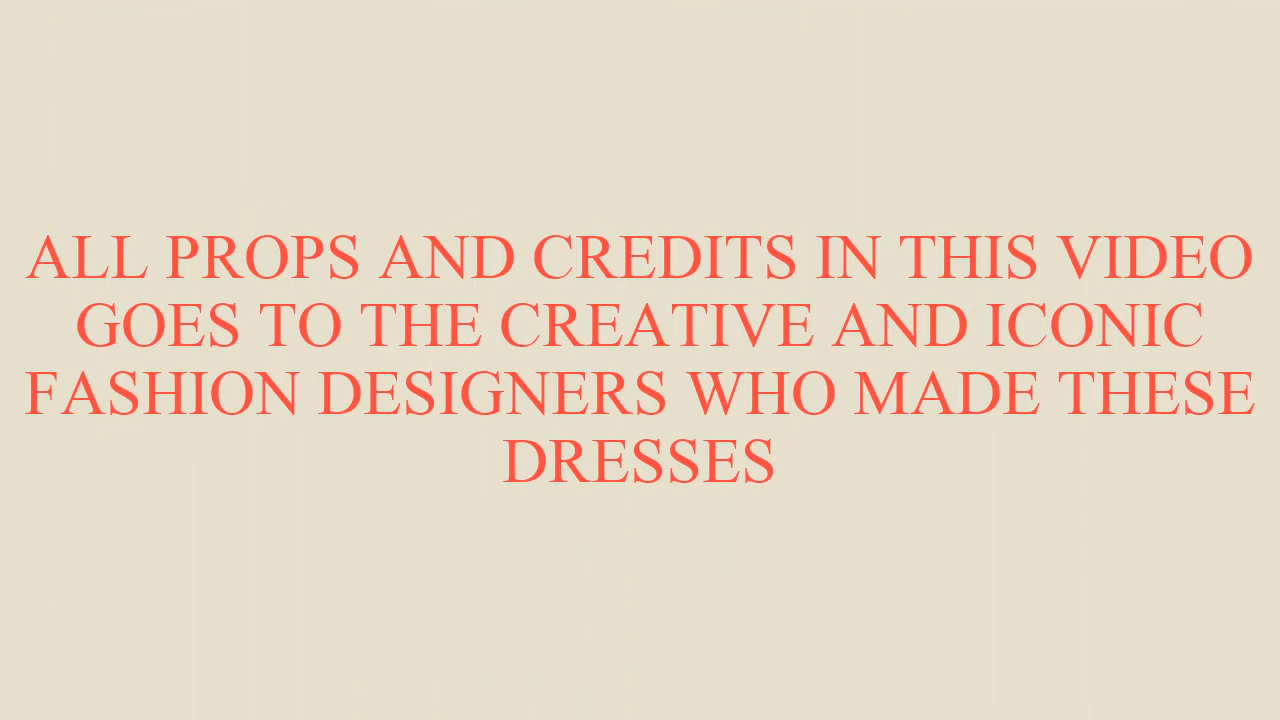 ALL PROPS AND CREDITS IN THIS VIDEO
GOES TO THE CREATIVE AND ICONIC
FASHION DESIGNERS WHO MADE THESE
DRESSES